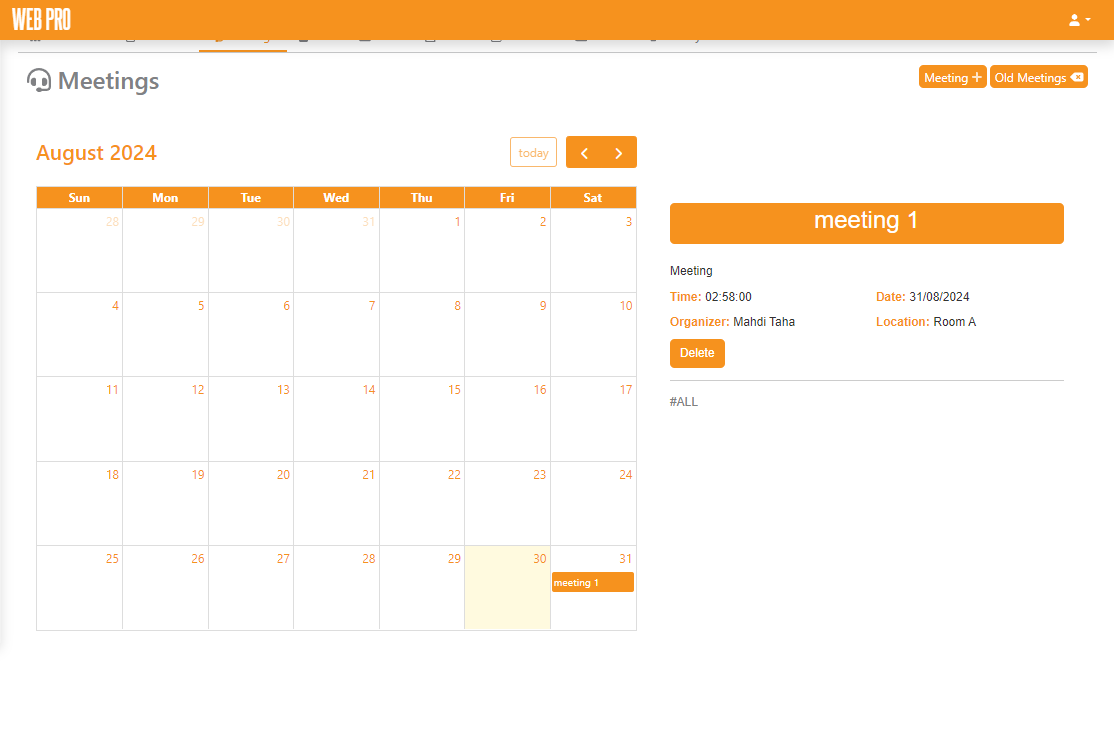 WEB PRO
Meetings
Meeting +
Old Meetings
August 2024
today
Sun Mon Tue Wed Thu Fri Sat
28 29 30 31 1 2 3
4 5 6 7 8 9 10
11 12 13 14 15 16 17
18 19 20 21 22 23 24
25 26 27 28 29 30 31
meeting 1
meeting 1
Meeting
Time: 02:58:00 Date: 31/08/2024
Organizer: Mahdi Taha Location: Room A
Delete
#ALL